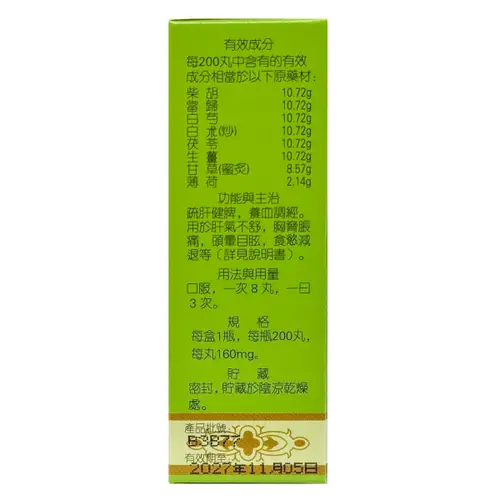 有效成分
每200丸中含有的有效
成分相當於以下原藥材:
柴胡 10.72g
當歸 10.72g
白芍 10.72g
白朮(炒) 10.72g
茯苓 10.72g
生薑 10.72g
甘草(蜜炙) 8.57g
薄荷 2.14g
功能與主治
疏肝健脾，養血調經。
用於肝氣不舒，胸脅脹
痛，頭暈目眩，食慾減
退等（詳見說明書）。
用法與用量
口服，一次8丸，一日
3次。
規格
每盒1瓶，每瓶200丸，
每丸160mg。
貯藏
密封，貯藏於陰涼乾燥
處。
產品批號:
B3B77
有效期至:
2027年11月05日